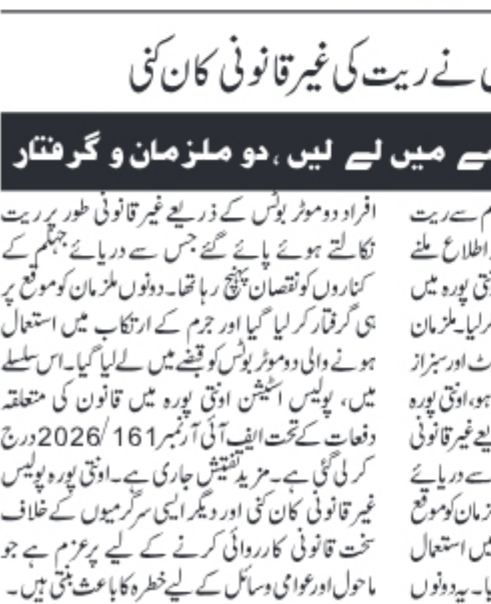 نے ریت کی غیر قانونی کان کنی
میں لے لیں، دو ملزمان و گرفتار
م سے ریت
اطلاع ملنے
پورہ میں
کرلیا۔ ملزمان
ٹ اور سبزار
ہو، اونتی پورہ
یعے غیر قانونی
سے دریائے
زمان کو موقع
یں استعمال
یا۔ یہ دونوں
افراد دو موٹر بوٹس کے ذریعے غیر قانونی طور پر ریت
نکالتے ہوئے پائے گئے جس سے دریائے جہلم کے
کناروں کو نقصان پہنچ رہا تھا۔ دونوں ملزمان کو موقع پر
ہی گرفتار کر لیا گیا اور جرم کے ارتکاب میں استعمال
ہونے والی دو موٹر بوٹس کو قبضے میں لے لیا گیا۔ اس سلسلے
میں، پولیس اسٹیشن اونتی پورہ میں قانون کی متعلقہ
دفعات کے تحت ایف آئی آر نمبر 161/2026 درج
کر لی گئی ہے۔ مزید تفتیش جاری ہے۔ اونتی پورہ پولیس
غیر قانونی کان کنی اور دیگر ایسی سرگرمیوں کے خلاف
سخت قانونی کارروائی کرنے کے لیے پرعزم ہے جو
ماحول اور عوامی وسائل کے لیے خطرہ کا باعث بنتی ہیں۔